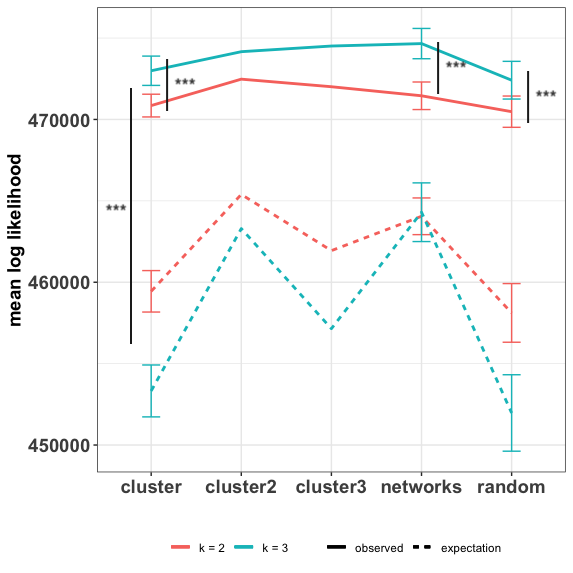 mean log likelihood
470000
460000
450000
***
***
***
***
cluster cluster2 cluster3 networks random
k = 2 k = 3 observed expectation